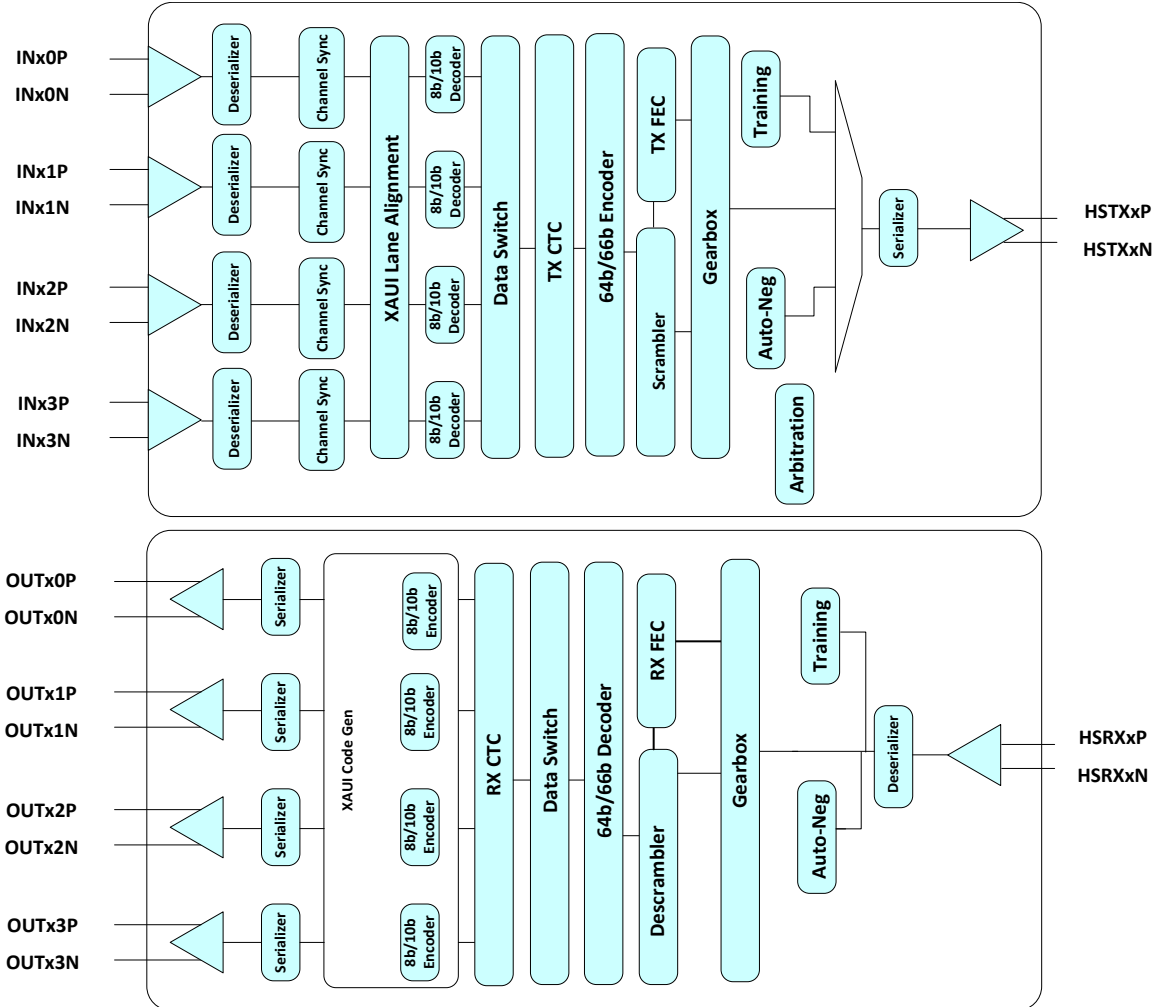 INx0P
INx0N
INx1P
INx1N
INx2P
INx2N
INx3P
INx3N
Deserializer
Deserializer
Deserializer
Deserializer
Channel Sync
Channel Sync
Channel Sync
Channel Sync
XAUI Lane Alignment
8b/10b
Decoder
8b/10b
Decoder
8b/10b
Decoder
8b/10b
Decoder
Data Switch
TX CTC
64b/66b Encoder
TX FEC
Scrambler
Gearbox
Training
Auto-Neg
Arbitration
Serializer
HSTXxP
HSTXxN
OUTx0P
OUTx0N
OUTx1P
OUTx1N
OUTx2P
OUTx2N
OUTx3P
OUTx3N
Serializer
Serializer
Serializer
Serializer
XAUI Code Gen
8b/10b
Encoder
8b/10b
Encoder
8b/10b
Encoder
8b/10b
Encoder
RX CTC
Data Switch
64b/66b Decoder
RX FEC
Descrambler
Gearbox
Training
Auto-Neg
Deserializer
HSRXxP
HSRXxN